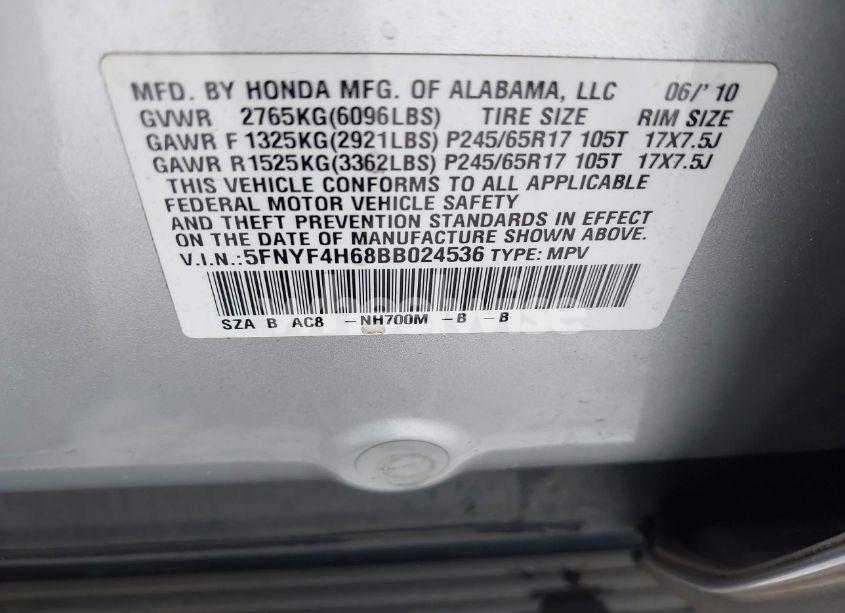 MFD. BY HONDA MFG. OF ALABAMA, LLC 06/' 10
GVWR 2765KG(6096LBS) TIRE SIZE RIM SIZE
GAWR F 1325KG(2921LBS) P245/65R17 105T 17X7.5J
GAWR R1525KG(3362LBS) P245/65R17 105T 17X7.5J
THIS VEHICLE CONFORMS TO ALL APPLICABLE
FEDERAL MOTOR VEHICLE SAFETY
AND THEFT PREVENTION STANDARDS IN EFFECT
ON THE DATE OF MANUFACTURE SHOWN ABOVE.
V.I.N.:5FNYF4H68BB024536 TYPE: MPV
SZA B AC8 -NH700M -B -B